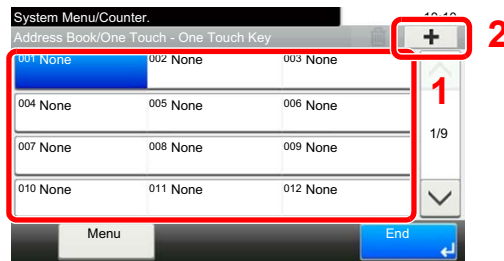 System Menu/Counter.
Address Book/One Touch - One Touch Key
+
2
001 None 002 None 003 None
1
004 None 005 None 006 None
1/9
007 None 008 None 009 None
010 None 011 None 012 None
Menu End